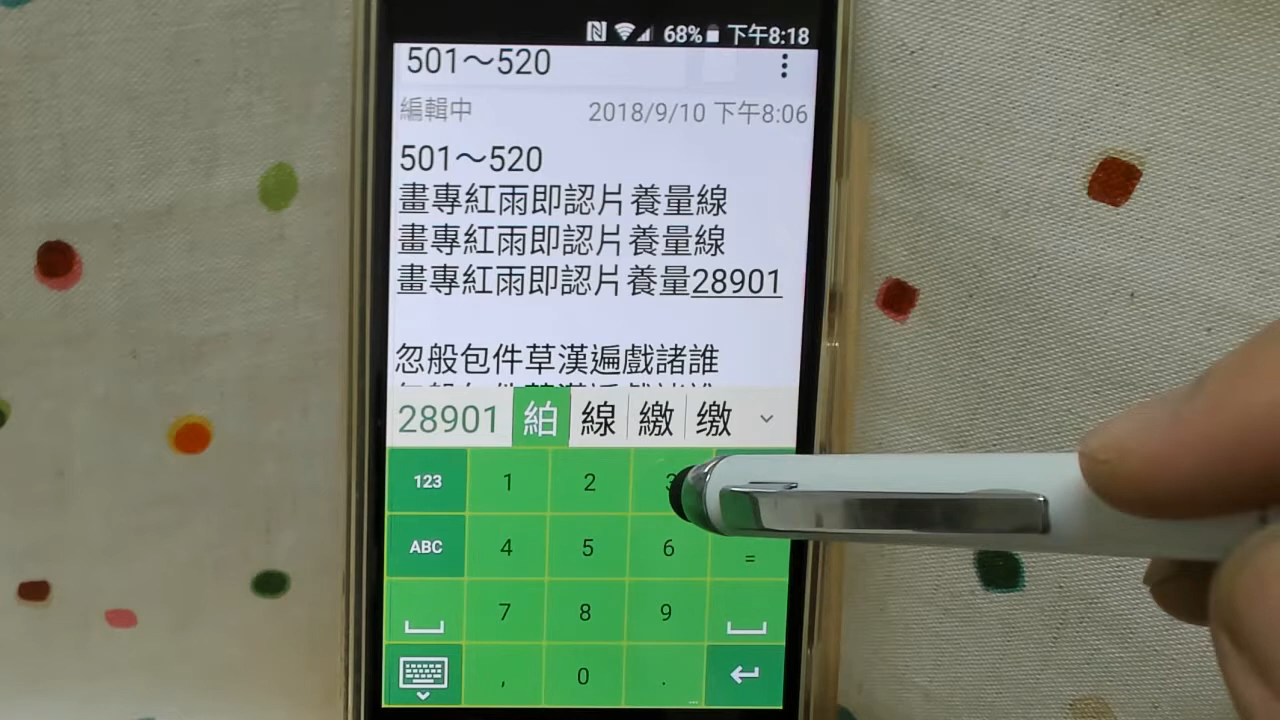 68% 下午8:18
501～520
編輯中 2018/9/10 下午8:06
501～520
畫專紅雨即認片養量線
畫專紅雨即認片養量線
畫專紅雨即認片養量28901
忽般包件草漢遍戲諸誰
28901 絈 線 繳 缴
123 1 2 3
ABC 4 5 6 =
7 8 9
, 0 .